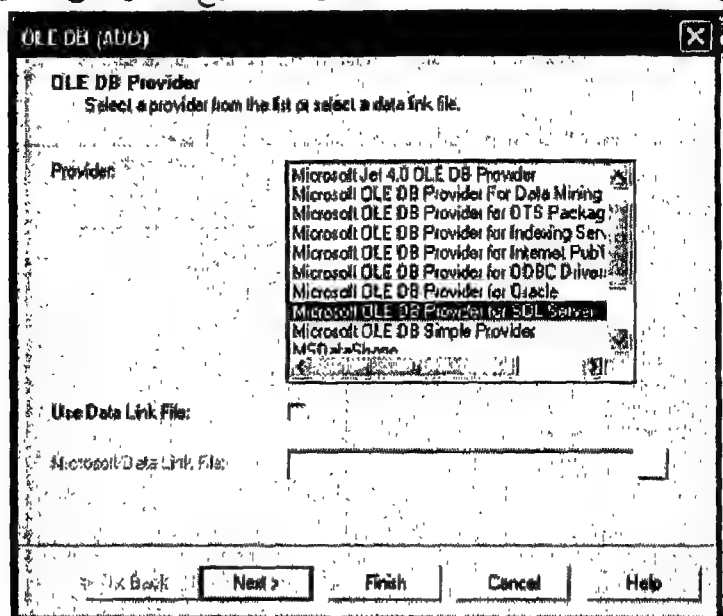 OLE DB (ADO)
OLE DB Provider
Select a provider from the list or select a data link file.
Provider:
Microsoft Jet 4.0 OLE DB Provider
Microsoft OLE DB Provider For Data Mining
Microsoft OLE DB Provider for DTS Packag
Microsoft OLE DB Provider for Indexing Serv
Microsoft OLE DB Provider for Internet Publ
Microsoft OLE DB Provider for ODBC Drivers
Microsoft OLE DB Provider for Oracle
Microsoft OLE DB Provider for SQL Server
Microsoft OLE DB Simple Provider
MSDataShape
Use Data Link File:
Microsoft Data Link File:
< Back Next > Finish Cancel Help